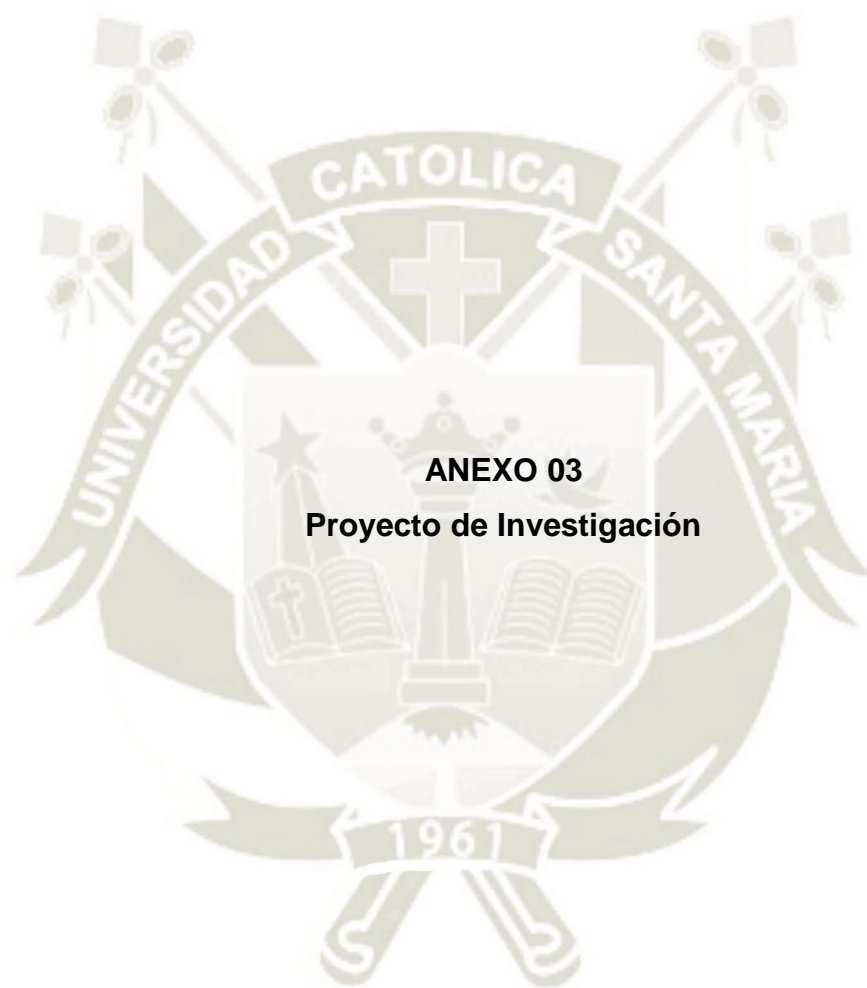 CATOLICA
UNIVERSIDAD
SANTA MARIA
ANEXO 03
Proyecto de Investigación
1961